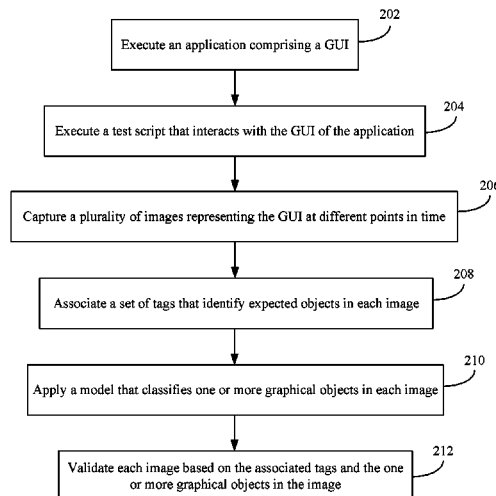 202
Execute an application comprising a GUI
204
Execute a test script that interacts with the GUI of the application
206
Capture a plurality of images representing the GUI at different points in time
208
Associate a set of tags that identify expected objects in each image
210
Apply a model that classifies one or more graphical objects in each image
212
Validate each image based on the associated tags and the one
or more graphical objects in the image